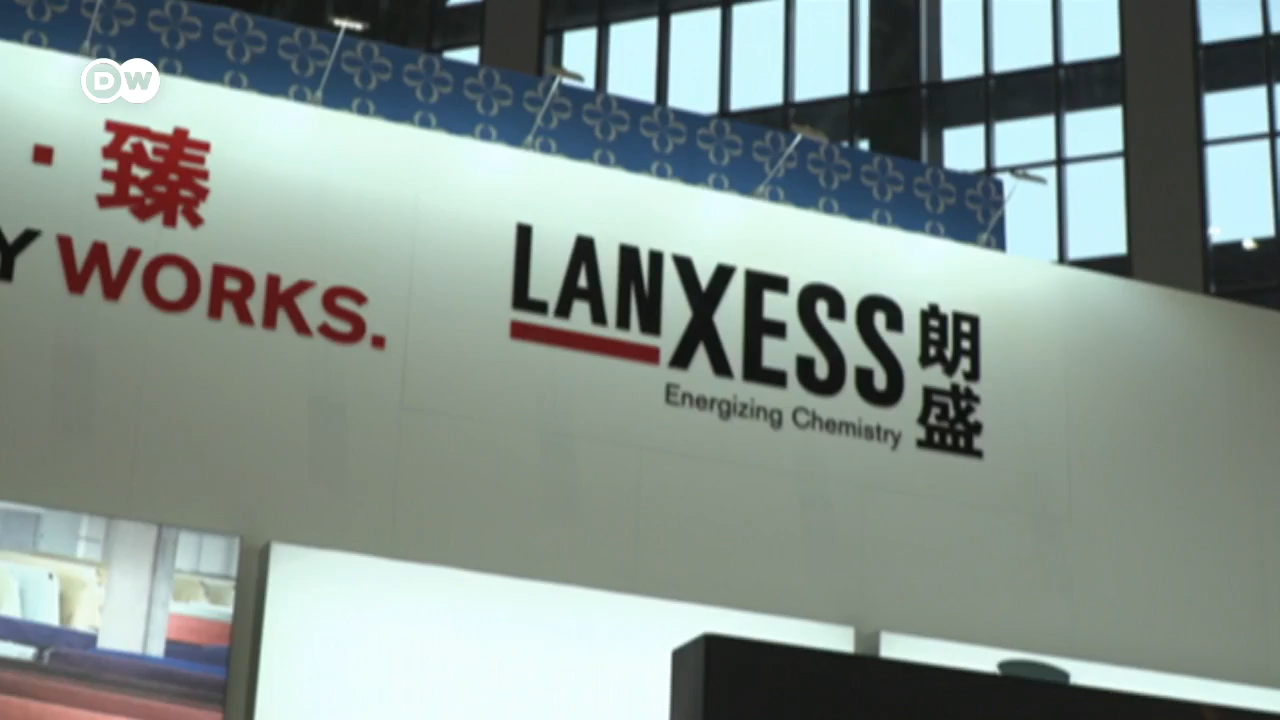 DW
· 臻
Y WORKS.
LANXESS
Energizing Chemistry
朗盛